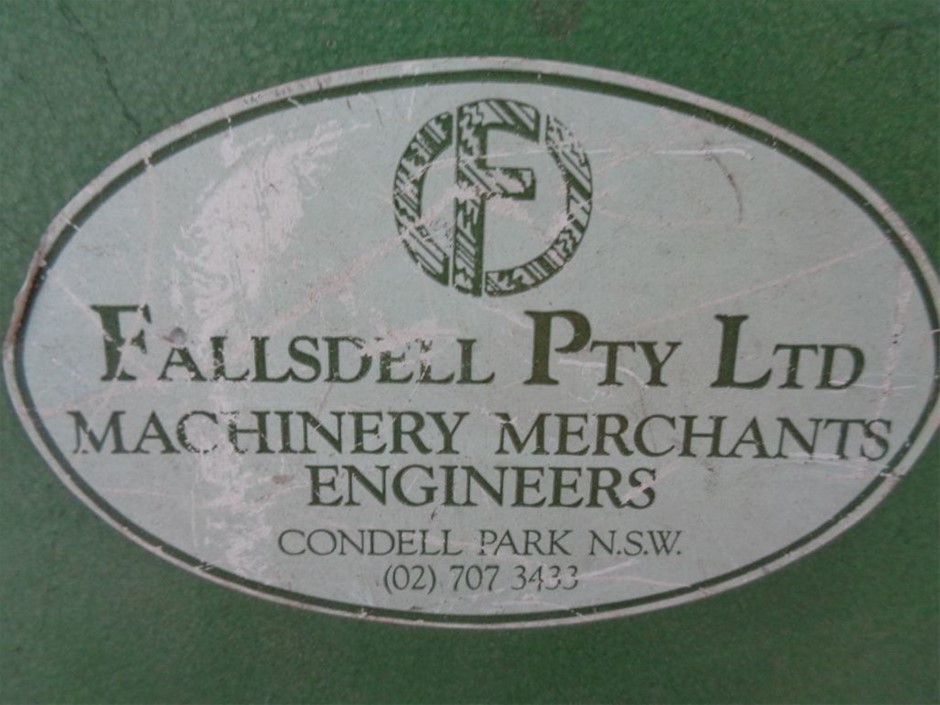 F
FALLSDELL PTY LTD
MACHINERY MERCHANTS
ENGINEERS
CONDELL PARK N.S.W.
(02) 707 3433